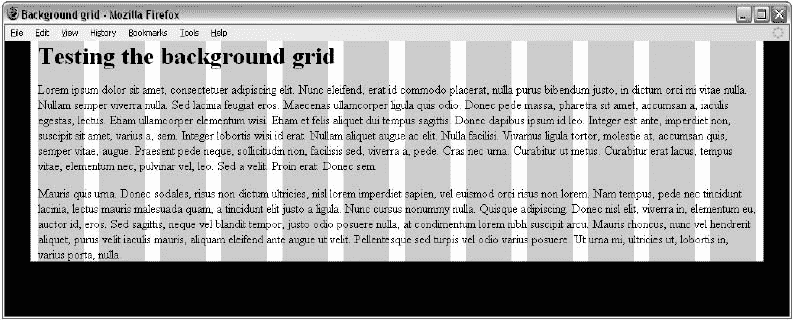 Background grid - Mozilla Firefox
File Edit View History Bookmarks Tools Help
Testing the background grid
Lorem ipsum dolor sit amet, consectetuer adipiscing elit. Nunc eleifend, erat id commodo placerat, nulla purus bibendum justo, in dictum orci mi vitae nulla.
Nullam semper viverra nulla. Sed lacinia feugiat eros. Maecenas ullamcorper ligula quis odio. Donec pede massa, pharetra sit amet, accumsan a, iaculis
egestas, lectus. Etiam ullamcorper elementum wisi. Etiam et felis aliquet dui tempus sagittis. Donec dapibus ipsum id leo. Integer est ante, imperdiet non,
suscipit sit amet, varius a, sem. Integer lobortis wisi id erat. Nullam aliquet augue ac elit. Nulla facilisi. Vivamus ligula tortor, molestie at, accumsan quis,
semper vitae, augue. Praesent pede neque, sollicitudin non, facilisis sed, viverra a, pede. Cras nec urna. Curabitur ut metus. Curabitur erat lacus, tempus
vitae, elementum nec, pulvinar vel, leo. Sed a velit. Proin erat. Donec sem.
Mauris quis urna. Donec sodales, risus non dictum ultricies, nisl lorem imperdiet sapien, vel euismod orci risus non lorem. Nam tempus, pede nec tincidunt
lacinia, lectus mauris malesuada quam, a tincidunt elit justo a ligula. Nunc cursus nonummy nulla. Quisque adipiscing. Donec nisl elit, viverra in, elementum eu,
auctor id, eros. Sed sagittis, neque vel blandit tempor, justo odio posuere nulla, at condimentum lorem nibh suscipit arcu. Mauris rhoncus, nunc vel hendrerit
aliquet, purus velit iaculis mauris, aliquam eleifend ante augue ut velit. Pellentesque sed turpis vel odio varius posuere. Ut urna mi, ultricies ut, lobortis in,
varius porta, nulla.